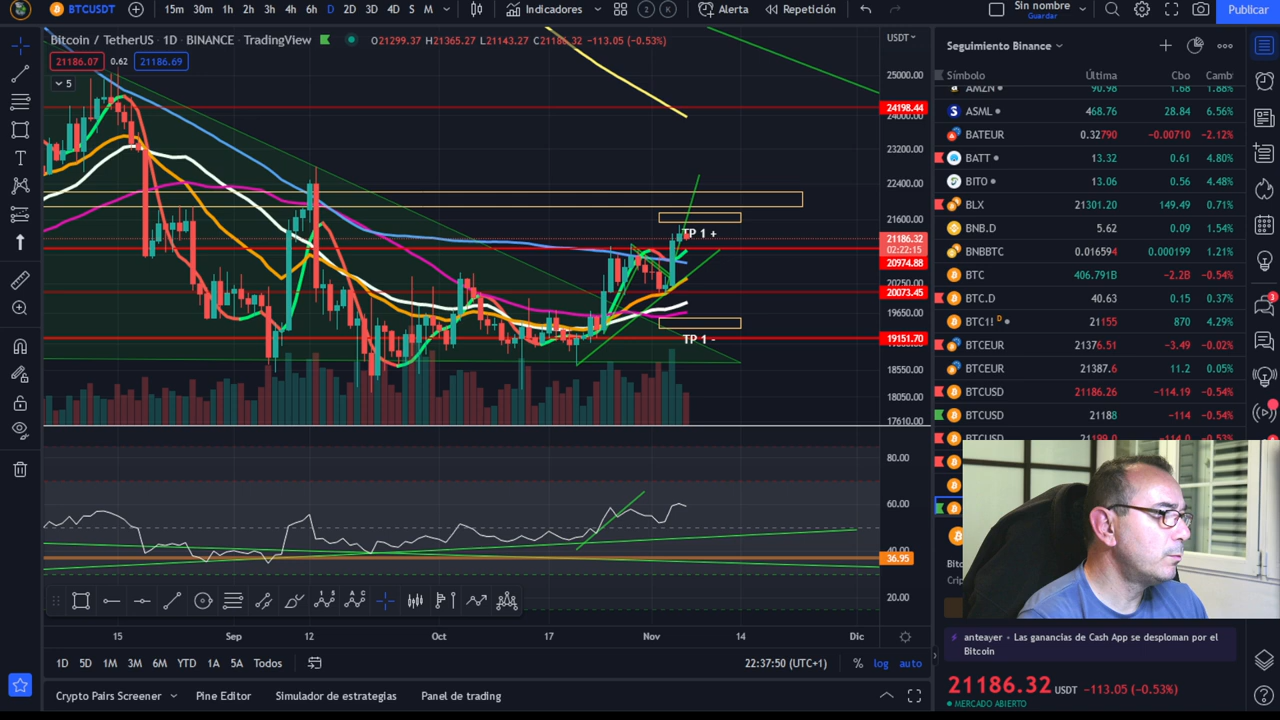 BTCUSDT 15m 30m 1h 2h 3h 4h 6h D 2D 3D 4D S M Indicadores 2 Alerta Repetición Sin nombre Guardar Publicar
Bitcoin / TetherUS · 1D · BINANCE · TradingView O21299.37 H21365.27 L21143.27 C21186.32 −113.05 (−0.53%)
21186.07 0.62 21186.69
5
USDT
25000.00
24198.44
24000.00
23200.00
22400.00
21600.00
21186.32
02:22:15
20974.88
20073.45
19650.00
19151.70
18550.00
18050.00
17610.00
TP 1 +
TP 1 -
80.00
60.00
40.00
36.95
20.00
15 Sep 12 Oct 17 Nov 14 Dic
1D 5D 1M 3M 6M YTD 1A 5A Todos 22:37:50 (UTC+1) % log auto
Crypto Pairs Screener Pine Editor Simulador de estrategias Panel de trading
Seguimiento Binance
Símbolo Última Cbo Camb
AMZN 90.98 1.68 1.88%
ASML 468.76 28.84 6.56%
BATEUR 0.32790 −0.00710 −2.12%
BATT 13.32 0.61 4.80%
BITO 13.06 0.56 4.48%
BLX 21301.20 149.49 0.71%
BNB.D 5.62 0.09 1.54%
BNBBTC 0.016594 0.000199 1.21%
BTC 406.791B −2.2B −0.54%
BTC.D 40.63 0.15 0.37%
BTC1! D 21155 870 4.29%
BTCEUR 21376.51 −3.49 −0.02%
BTCEUR 21387.6 11.2 0.05%
BTCUSD 21186.26 −114.19 −0.54%
BTCUSD 21188 −114 −0.54%
BTCUSD 21199.0 −114.0 −0.53%
anteayer • Las ganancias de Cash App se desploman por el
Bitcoin
21186.32 USDT −113.05 (−0.53%)
MERCADO ABIERTO